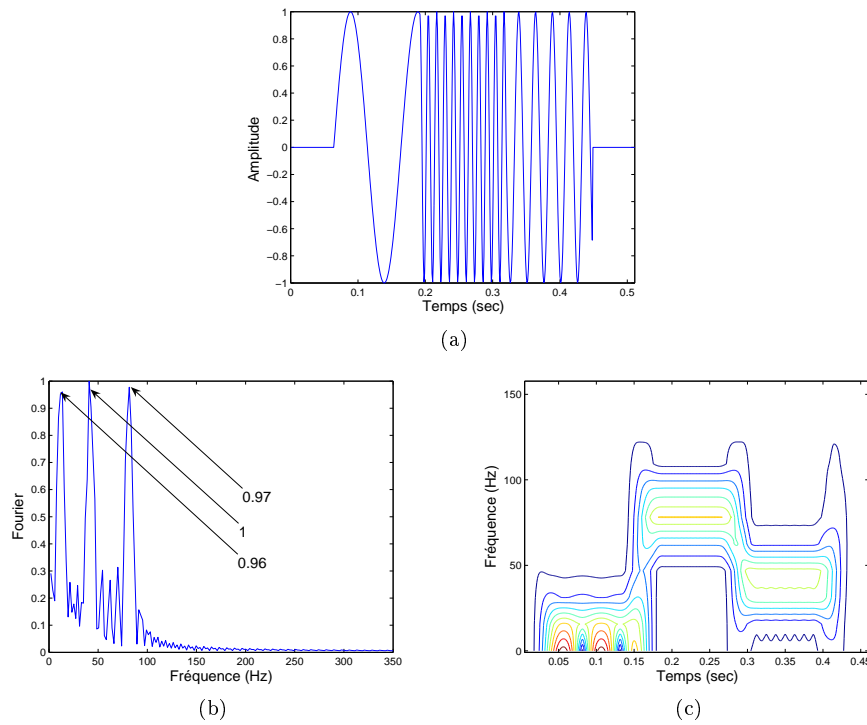 1
0.8
0.6
0.4
0.2
0
−0.2
−0.4
−0.6
−0.8
−1
Amplitude
0 0.1 0.2 0.3 0.4 0.5
Temps (sec)
(a)
1
0.9
0.8
0.7
0.6
0.5
0.4
0.3
0.2
0.1
0
Fourier
0.97
1
0.96
0 50 100 150 200 250 300 350
Fréquence (Hz)
(b)
150
100
50
0
Fréquence (Hz)
0.05 0.1 0.15 0.2 0.25 0.3 0.35 0.4 0.45
Temps (sec)
(c)